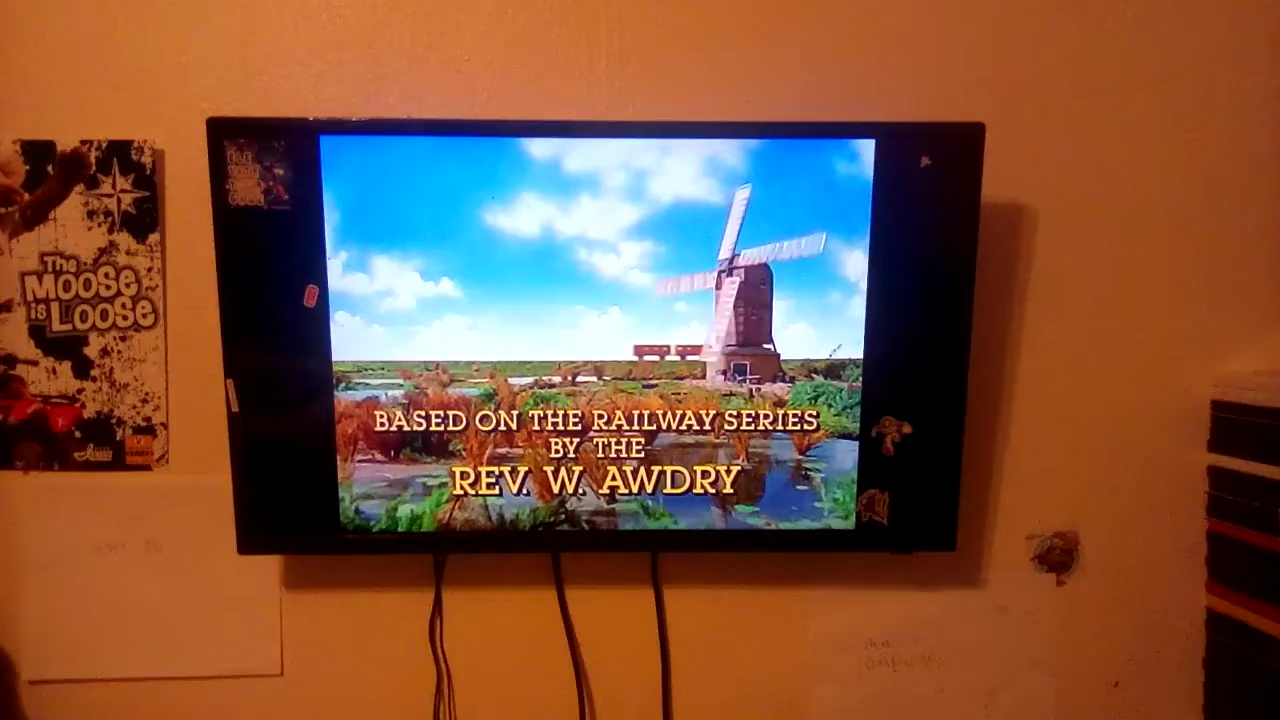 The
MOOSE
is LOOSE
BASED ON THE RAILWAY SERIES
BY THE
REV. W. AWDRY